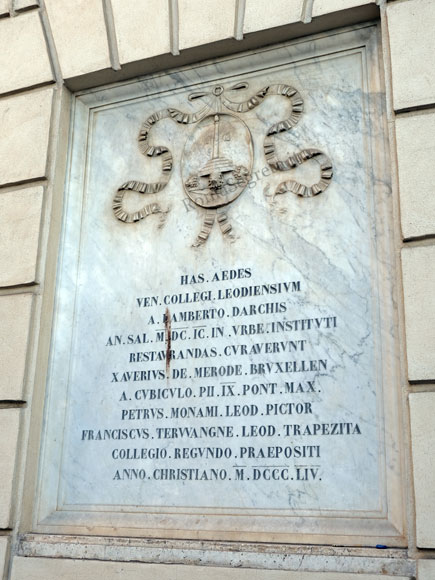 HAS. AEDES
VEN. COLLEGI. LEODIENSIVM
A. LAMBERTO. DARCHIS
AN. SAL. M.DC.IC. IN. VRBE. INSTITVTI
RESTAVRANDAS. CVRAVERVNT
XAVERIVS. DE. MERODE. BRVXELLEN
A. CVBICVLO. PII. IX. PONT. MAX.
PETRVS. MONAMI. LEOD. PICTOR
FRANCISCVS. TERWANGNE. LEOD. TRAPEZITA
COLLEGIO. REGVNDO. PRAEPOSITI
ANNO. CHRISTIANO. M. DCCC. LIV.